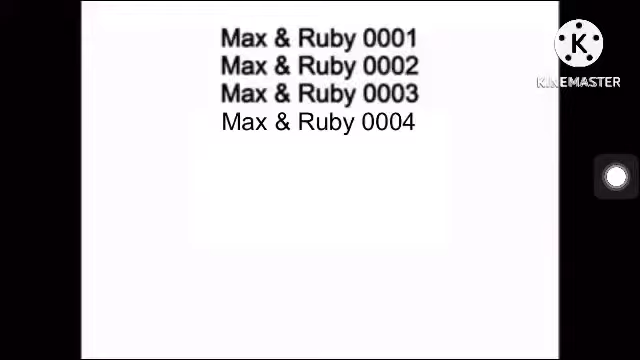 Max & Ruby 0001
Max & Ruby 0002
Max & Ruby 0003
Max & Ruby 0004
K
KINEMASTER